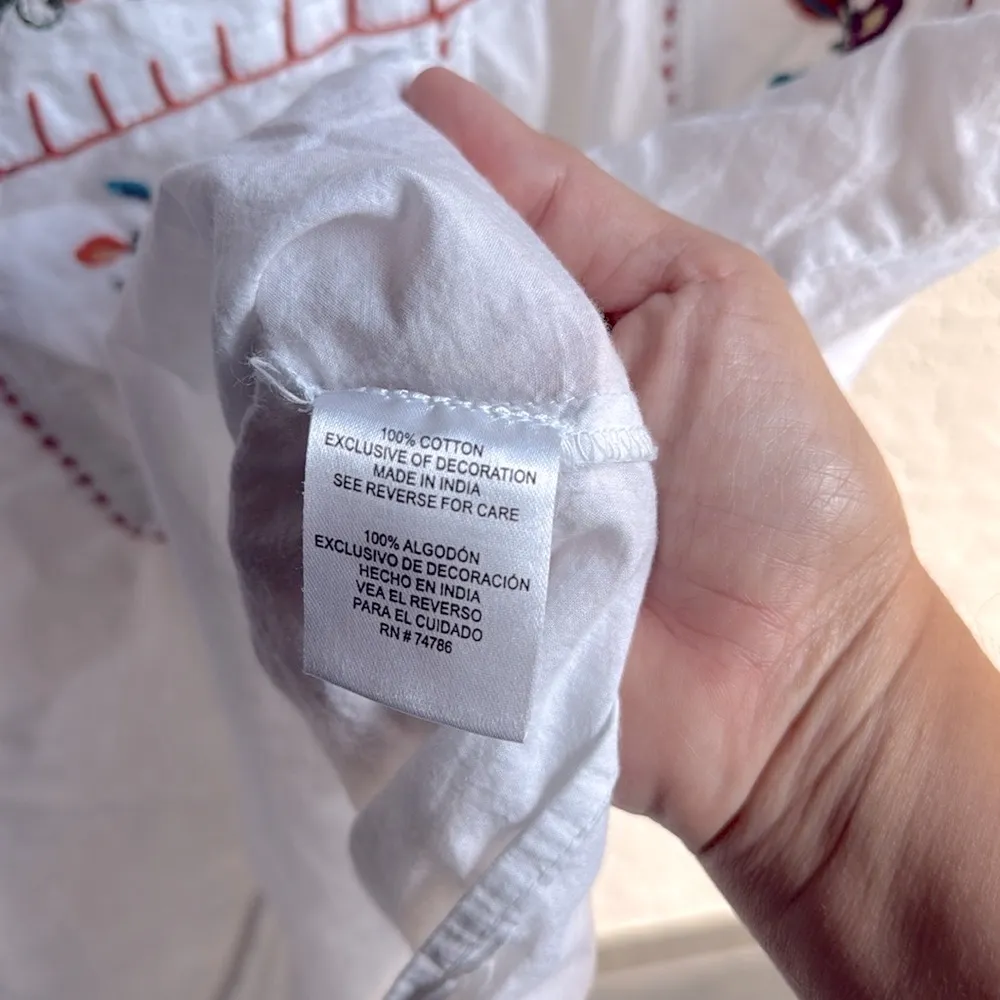 100% COTTON
EXCLUSIVE OF DECORATION
MADE IN INDIA
SEE REVERSE FOR CARE
100% ALGODÓN
EXCLUSIVO DE DECORACIÓN
HECHO EN INDIA
VEA EL REVERSO
PARA EL CUIDADO
RN # 74786